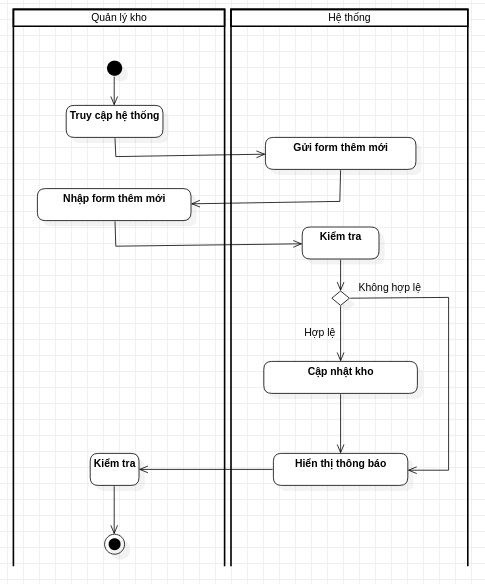 Quản lý kho
Hệ thống
Truy cập hệ thống
Gửi form thêm mới
Nhập form thêm mới
Kiểm tra
Không hợp lệ
Hợp lệ
Cập nhật kho
Kiểm tra
Hiển thị thông báo